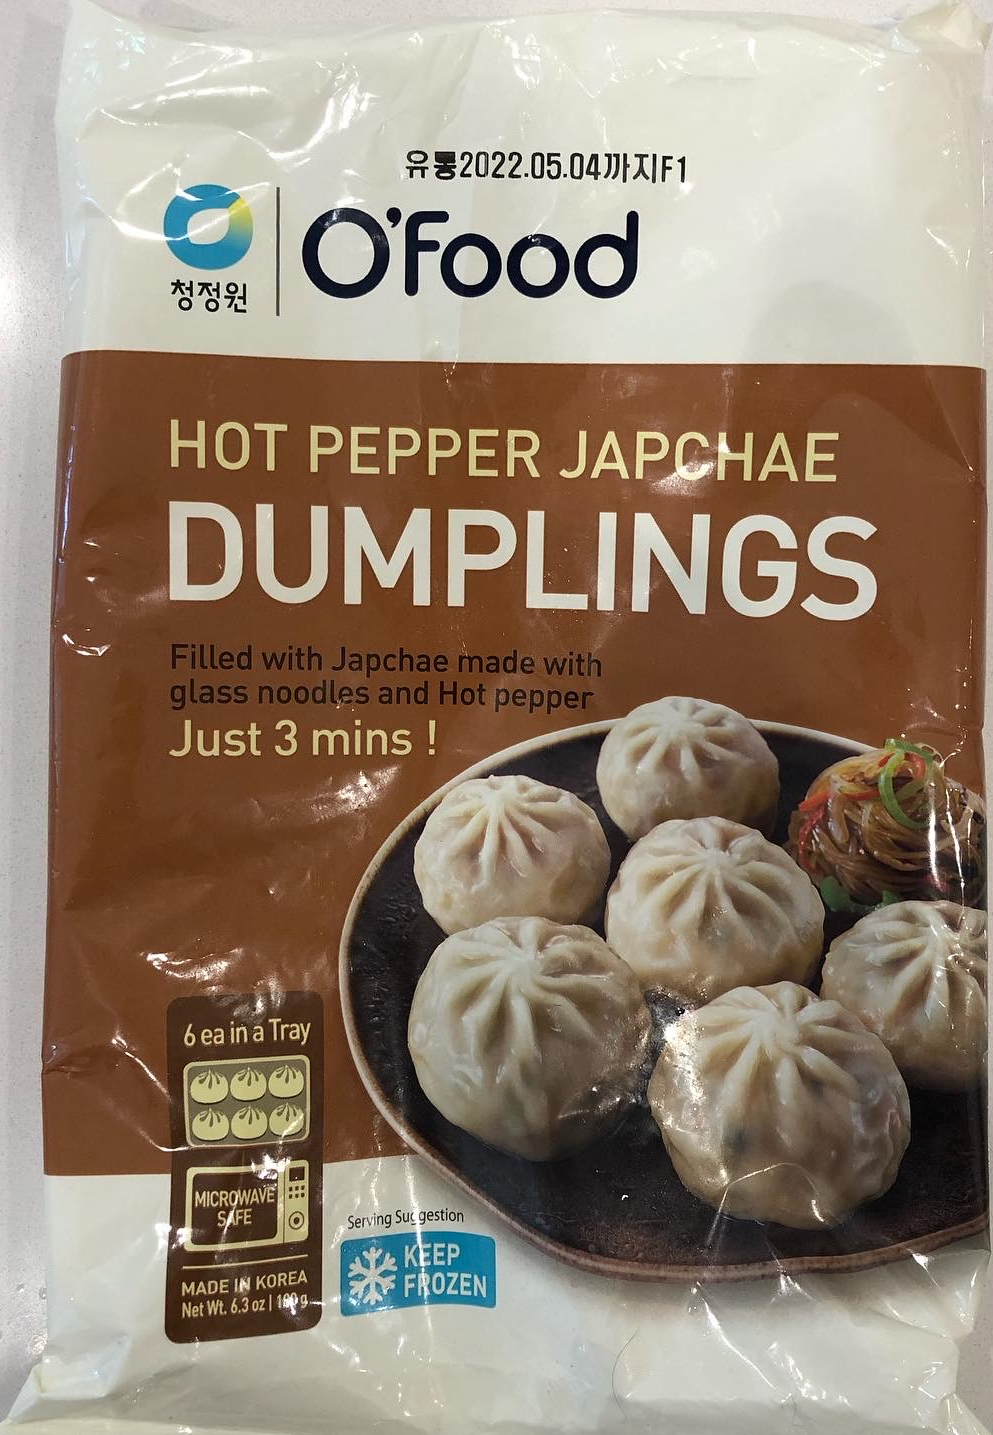 유통2022.05.04까지F1
청정원
O'Food
HOT PEPPER JAPCHAE
DUMPLINGS
Filled with Japchae made with
glass noodles and Hot pepper
Just 3 mins !
6 ea in a Tray
MICROWAVE
SAFE
MADE IN KOREA
Net Wt. 6.3 oz | 180 g
Serving Suggestion
KEEP
FROZEN